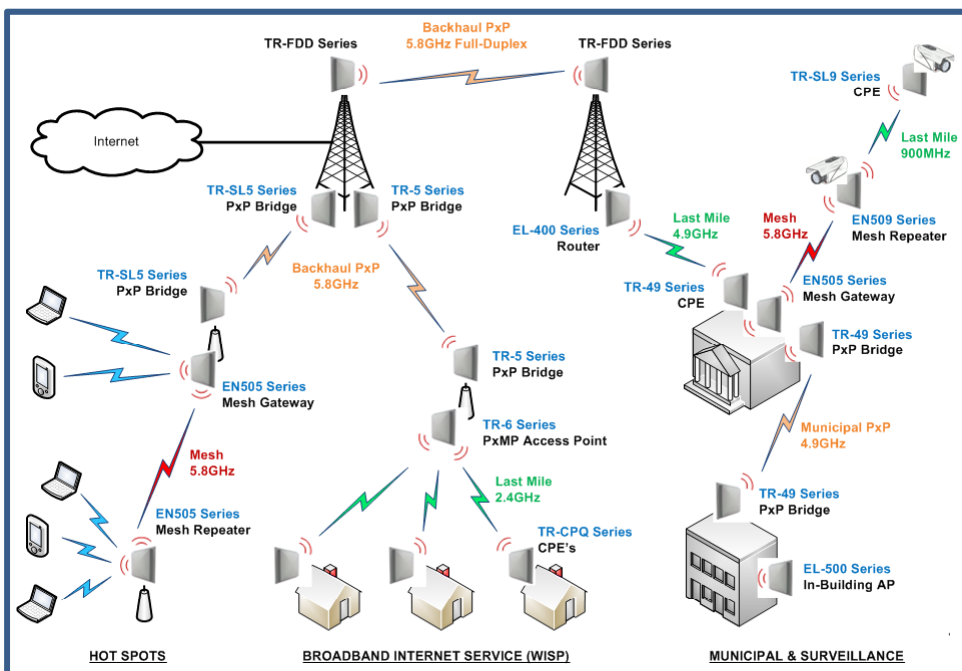 Backhaul PxP
5.8GHz Full-Duplex
TR-FDD Series
TR-FDD Series
TR-SL9 Series
CPE
Internet
Last Mile
900MHz
TR-SL5 Series
PxP Bridge
TR-5 Series
PxP Bridge
EL-400 Series
Router
Last Mile
4.9GHz
Mesh
5.8GHz
EN509 Series
Mesh Repeater
TR-SL5 Series
PxP Bridge
Backhaul PxP
5.8GHz
TR-49 Series
CPE
EN505 Series
Mesh Gateway
TR-49 Series
PxP Bridge
TR-5 Series
PxP Bridge
EN505 Series
Mesh Gateway
TR-6 Series
PxMP Access Point
Municipal PxP
4.9GHz
Mesh
5.8GHz
Last Mile
2.4GHz
TR-49 Series
PxP Bridge
EN505 Series
Mesh Repeater
TR-CPQ Series
CPE's
EL-500 Series
In-Building AP
HOT SPOTS
BROADBAND INTERNET SERVICE (WISP)
MUNICIPAL & SURVEILLANCE